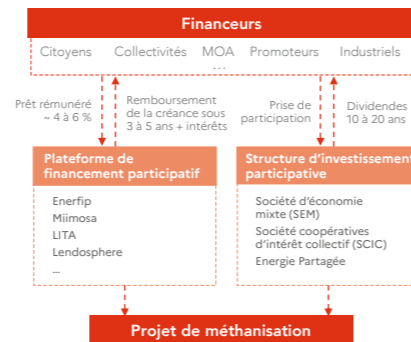 Financeurs
Citoyens Collectivités MOA Promoteurs Industriels
...
Prêt rémunéré
~ 4 à 6 %
Remboursement
de la créance sous
3 à 5 ans + intérêts
Prise de
participation
Dividendes
10 à 20 ans
Plateforme de
financement participatif
Structure d'investissement
participative
Enerfip
Miimosa
LITA
Lendosphere
...
Société d'économie
mixte (SEM)
Société coopératives
d'intérêt collectif (SCIC)
Energie Partagée
Projet de méthanisation